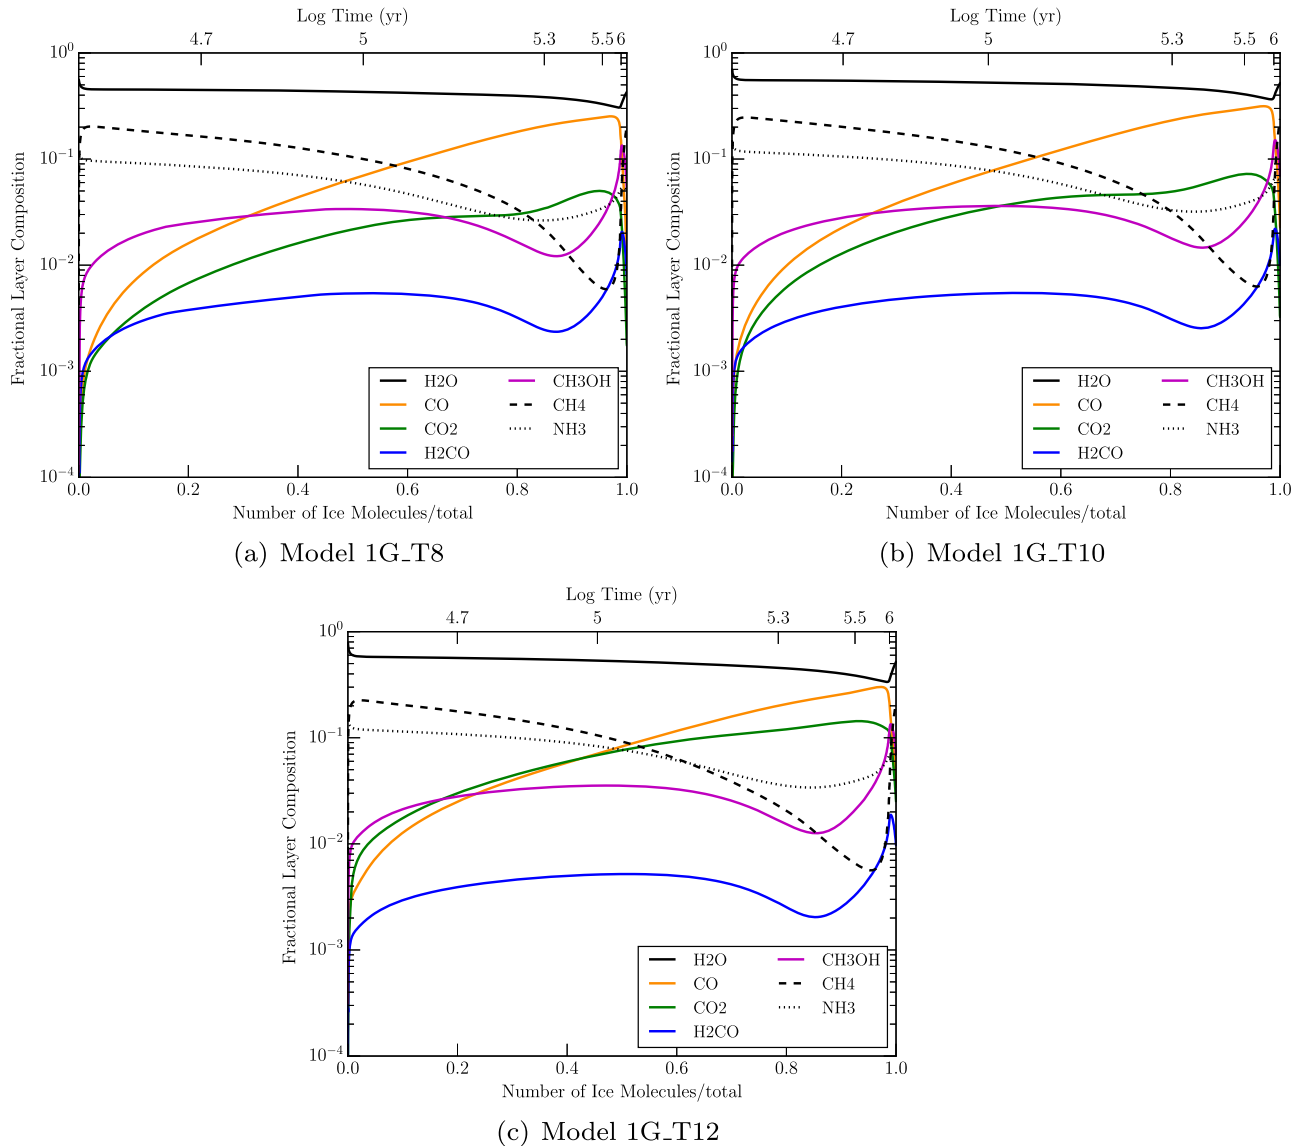 Log Time (yr)
4.7 5 5.3 5.5 6
Fractional Layer Composition
10^0
10^-1
10^-2
10^-3
10^-4
H2O CH3OH
CO CH4
CO2 NH3
H2CO
0.0 0.2 0.4 0.6 0.8 1.0
Number of Ice Molecules/total
(a) Model 1G_T8
Log Time (yr)
4.7 5 5.3 5.5 6
Fractional Layer Composition
10^0
10^-1
10^-2
10^-3
10^-4
H2O CH3OH
CO CH4
CO2 NH3
H2CO
0.0 0.2 0.4 0.6 0.8 1.0
Number of Ice Molecules/total
(b) Model 1G_T10
Log Time (yr)
4.7 5 5.3 5.5 6
Fractional Layer Composition
10^0
10^-1
10^-2
10^-3
10^-4
H2O CH3OH
CO CH4
CO2 NH3
H2CO
0.0 0.2 0.4 0.6 0.8 1.0
Number of Ice Molecules/total
(c) Model 1G_T12